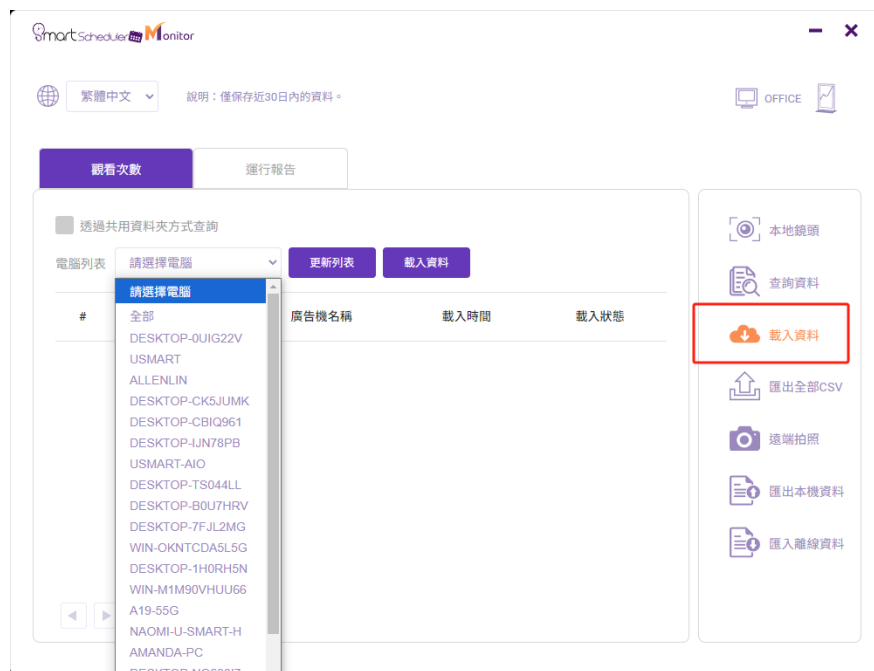 Smart Scheduler Monitor
繁體中文
說明：僅保存近30日內的資料。
OFFICE
觀看次數
運行報告
透過共用資料夾方式查詢
電腦列表
請選擇電腦
更新列表
載入資料
#
廣告機名稱
載入時間
載入狀態
請選擇電腦
全部
DESKTOP-0UIG22V
USMART
ALLENLIN
DESKTOP-CK5JUMK
DESKTOP-CBIQ961
DESKTOP-IJN78PB
USMART-AIO
DESKTOP-TS044LL
DESKTOP-B0U7HRV
DESKTOP-7FJL2MG
WIN-OKNTCDA5L5G
DESKTOP-1H0RH5N
WIN-M1M90VHUU66
A19-55G
NAOMI-U-SMART-H
AMANDA-PC
本地鏡頭
查詢資料
載入資料
匯出全部CSV
遠端拍照
匯出本機資料
匯入離線資料